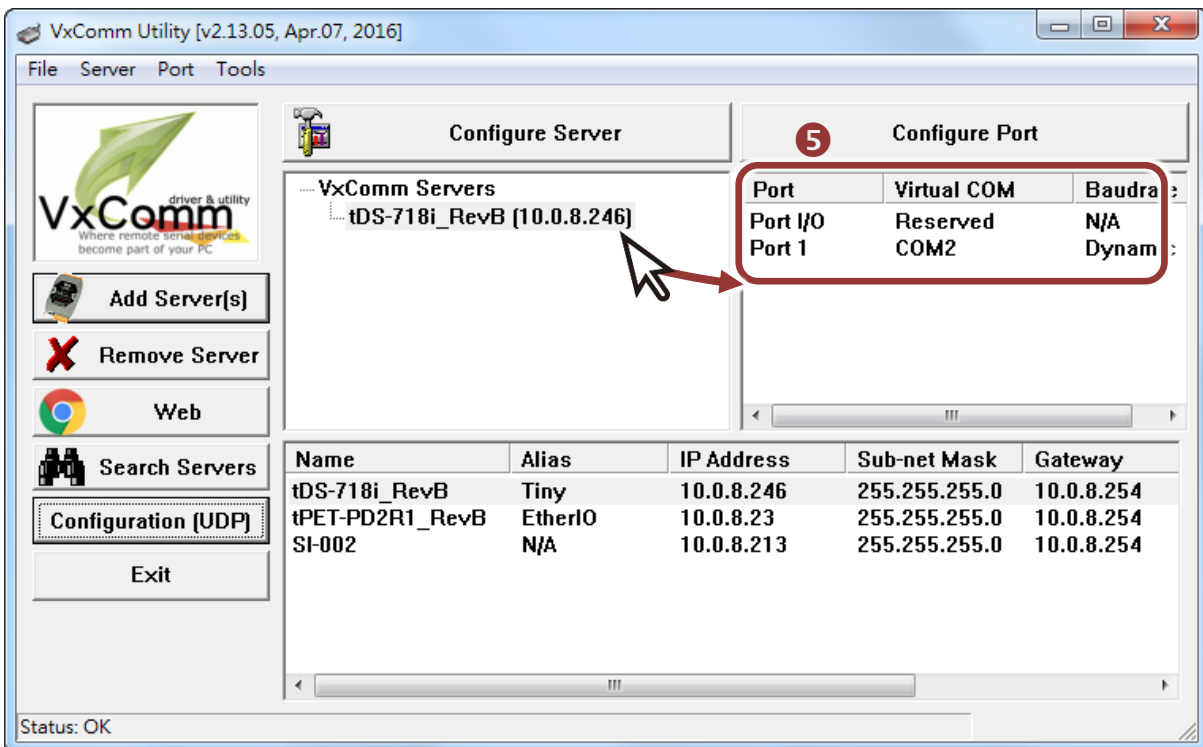 VxComm Utility [v2.13.05, Apr.07, 2016]
File Server Port Tools
VxComm
driver & utility
Where remote serial devices
become part of your PC
Add Server(s)
Remove Server
Web
Search Servers
Configuration (UDP)
Exit
Configure Server
VxComm Servers
tDS-718i_RevB (10.0.8.246)
5
Configure Port
Port Virtual COM Baudrate
Port I/O Reserved N/A
Port 1 COM2 Dynamic
Name Alias IP Address Sub-net Mask Gateway
tDS-718i_RevB Tiny 10.0.8.246 255.255.255.0 10.0.8.254
tPET-PD2R1_RevB EtherIO 10.0.8.23 255.255.255.0 10.0.8.254
SI-002 N/A 10.0.8.213 255.255.255.0 10.0.8.254
Status: OK